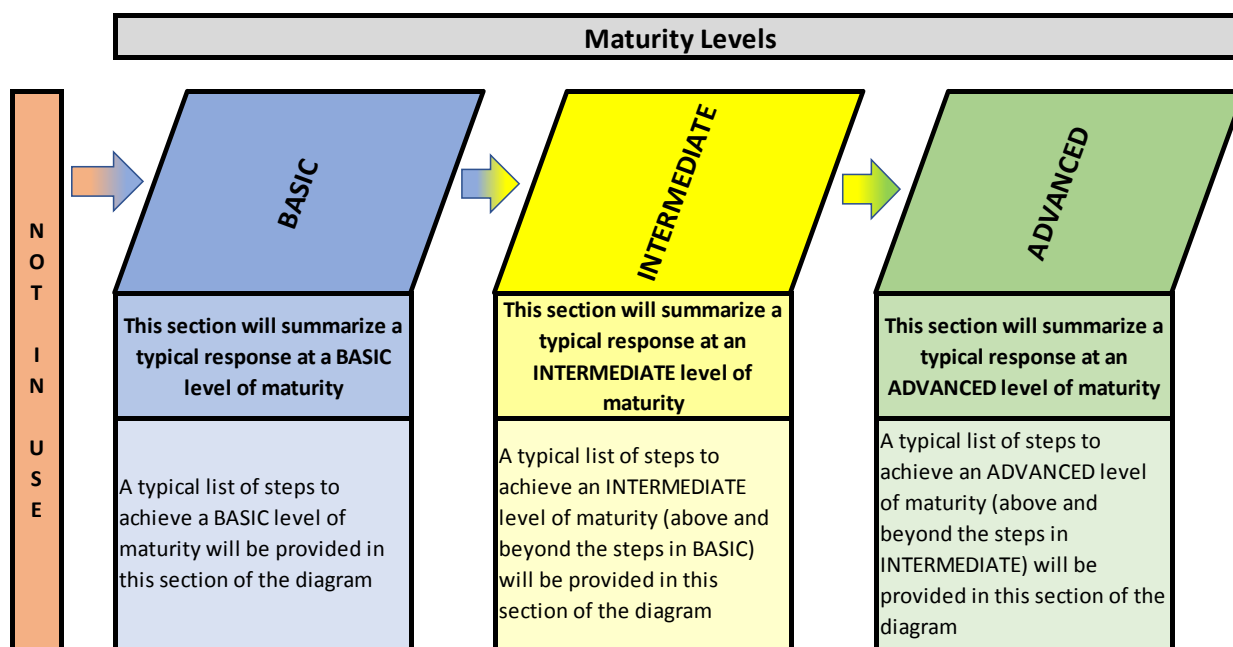 Maturity Levels
NOT IN USE
BASIC
INTERMEDIATE
ADVANCED
This section will summarize a
typical response at a BASIC
level of maturity
This section will summarize a
typical response at an
INTERMEDIATE level of
maturity
This section will summarize a
typical response at an
ADVANCED level of maturity
A typical list of steps to
achieve a BASIC level of
maturity will be provided in
this section of the diagram
A typical list of steps to
achieve an INTERMEDIATE
level of maturity (above and
beyond the steps in BASIC)
will be provided in this
section of the diagram
A typical list of steps to
achieve an ADVANCED level
of maturity (above and
beyond the steps in
INTERMEDIATE) will be
provided in this section of the
diagram